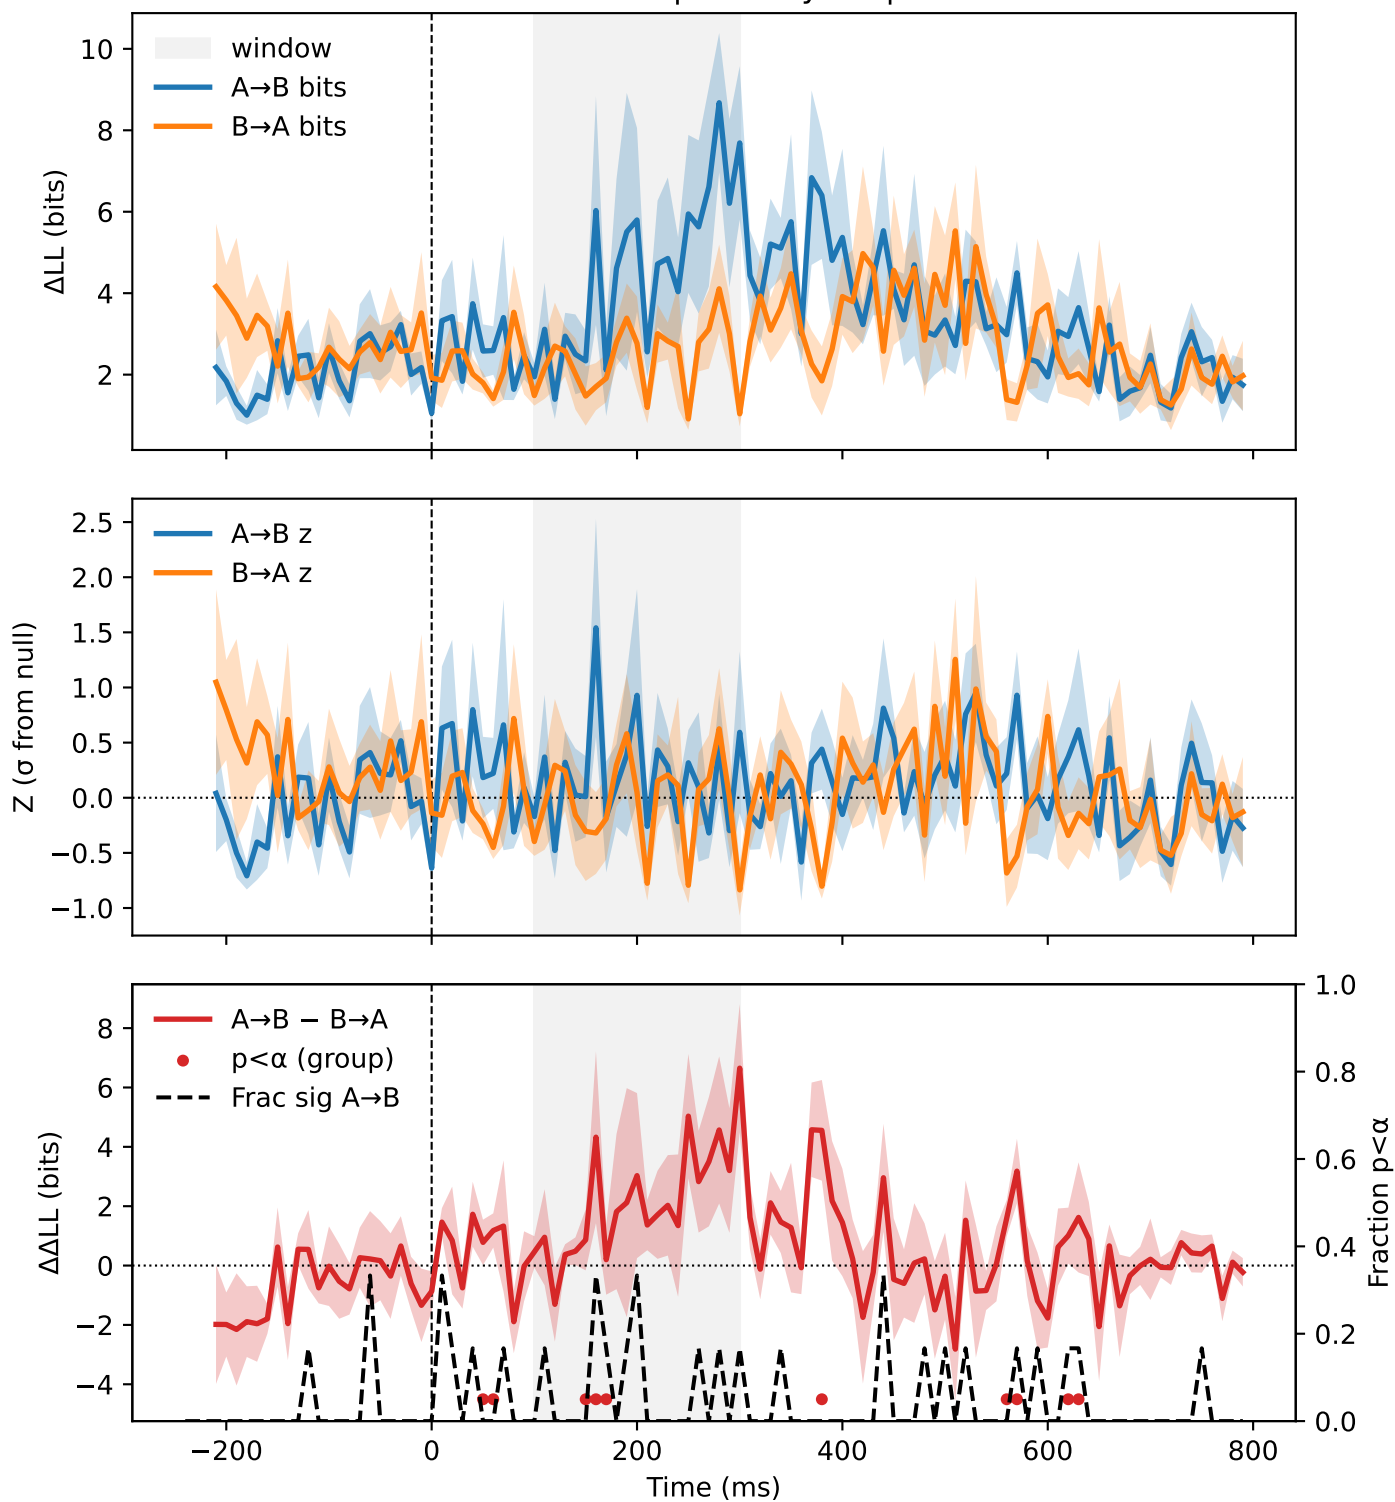 window
A→B bits
B→A bits
ΔLL (bits)
10
8
6
4
2
A→B z
B→A z
Z (σ from null)
2.5
2.0
1.5
1.0
0.5
0.0
−0.5
−1.0
A→B − B→A
p<α (group)
Frac sig A→B
ΔΔLL (bits)
8
6
4
2
0
−2
−4
1.0
0.8
0.6
0.4
0.2
0.0
Fraction p<α
−200 0 200 400 600 800
Time (ms)